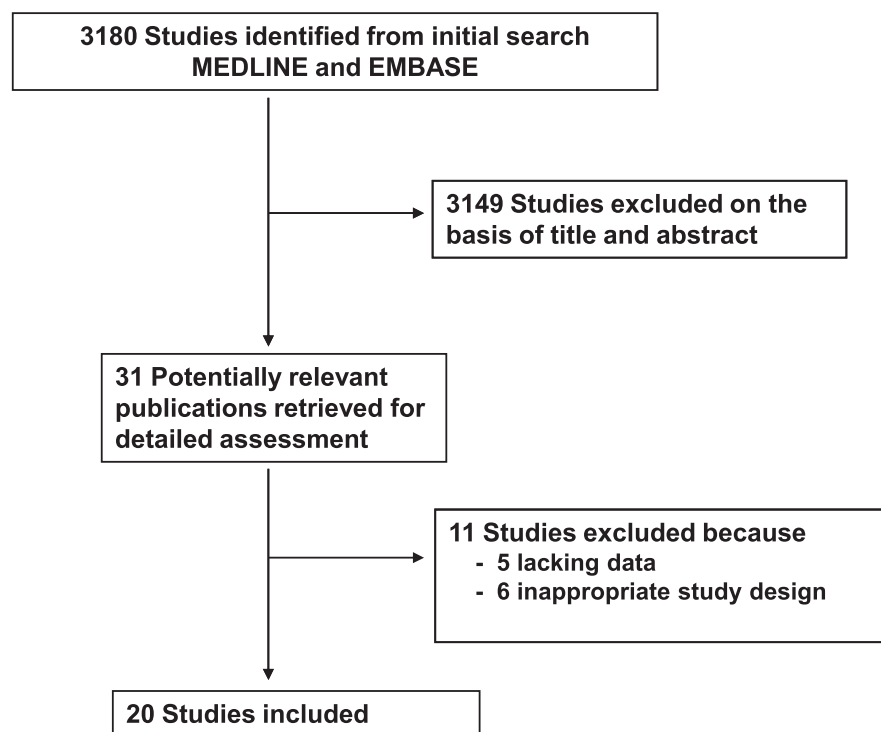 3180 Studies identified from initial search
MEDLINE and EMBASE
3149 Studies excluded on the
basis of title and abstract
31 Potentially relevant
publications retrieved for
detailed assessment
11 Studies excluded because
- 5 lacking data
- 6 inappropriate study design
20 Studies included